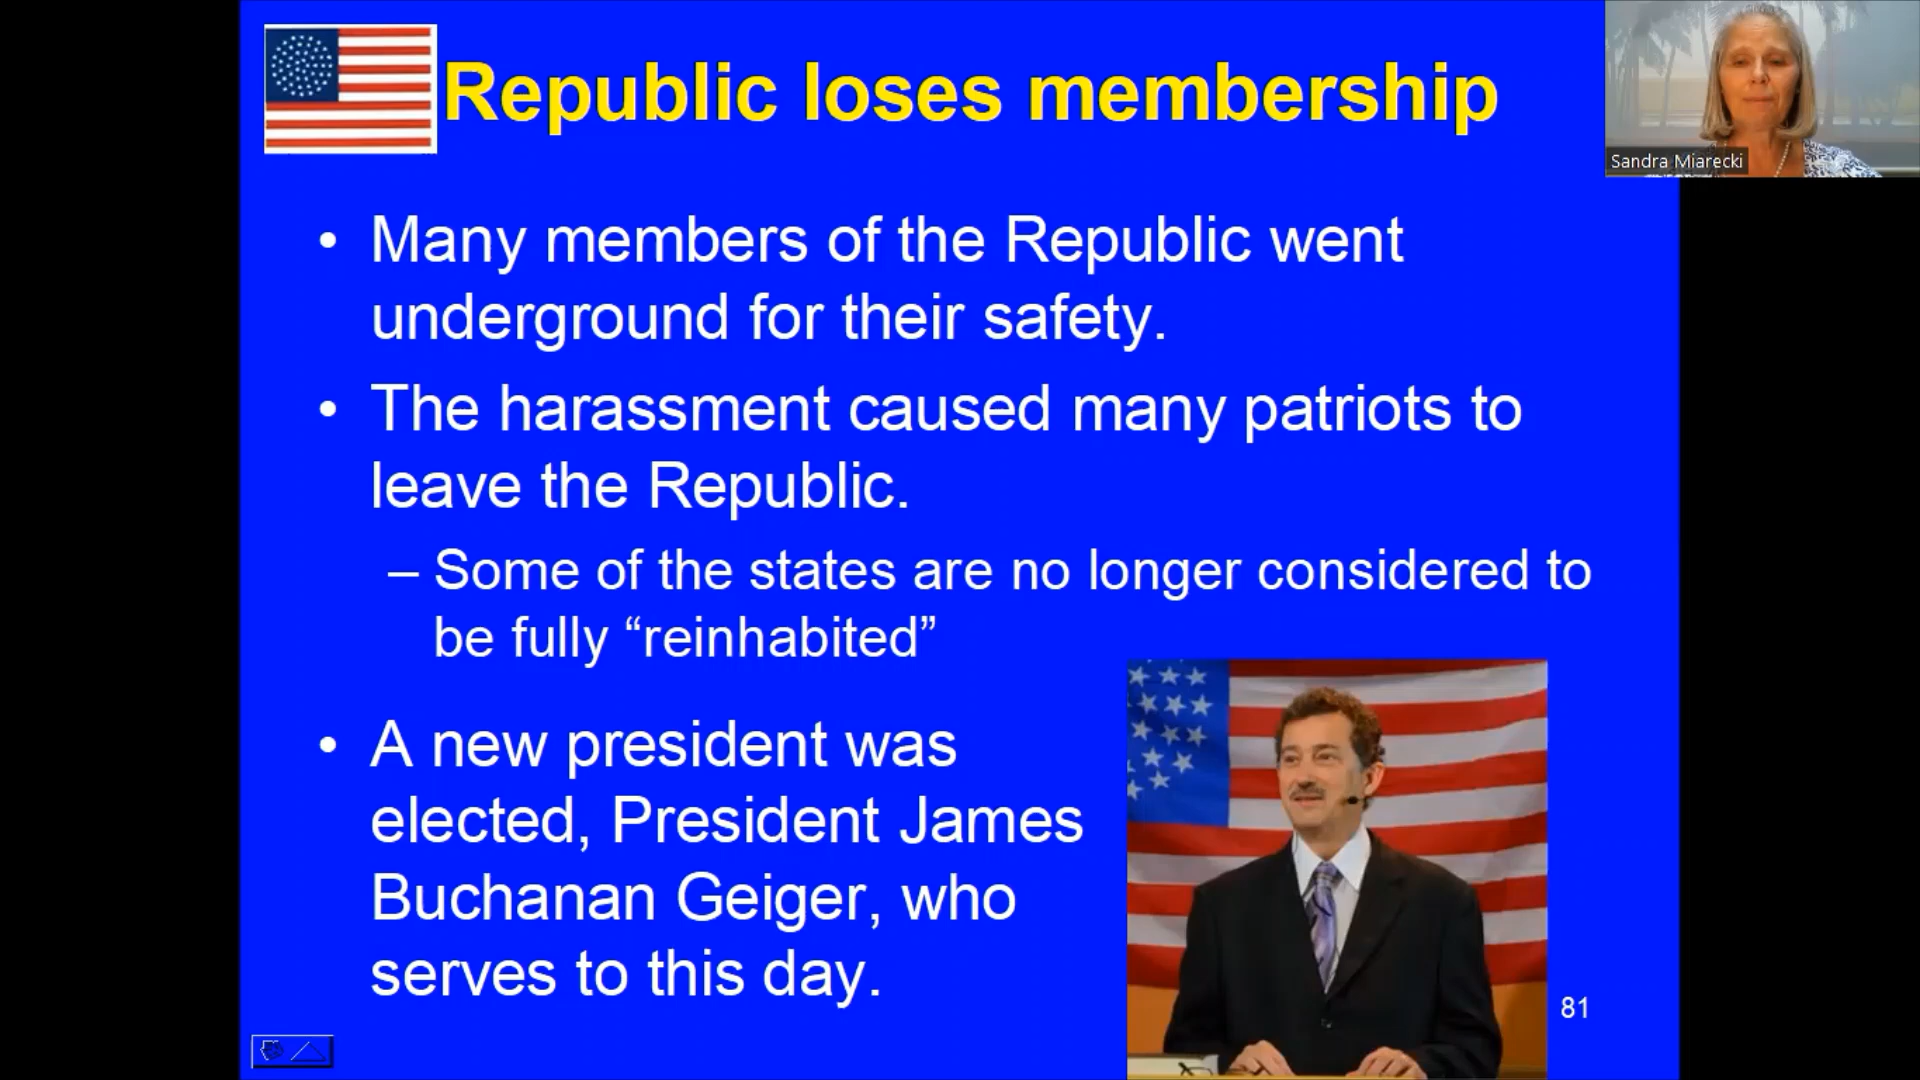 Republic loses membership
Sandra Miarecki
• Many members of the Republic went
underground for their safety.
• The harassment caused many patriots to
leave the Republic.
– Some of the states are no longer considered to
be fully “reinhabited”
• A new president was
elected, President James
Buchanan Geiger, who
serves to this day.
81